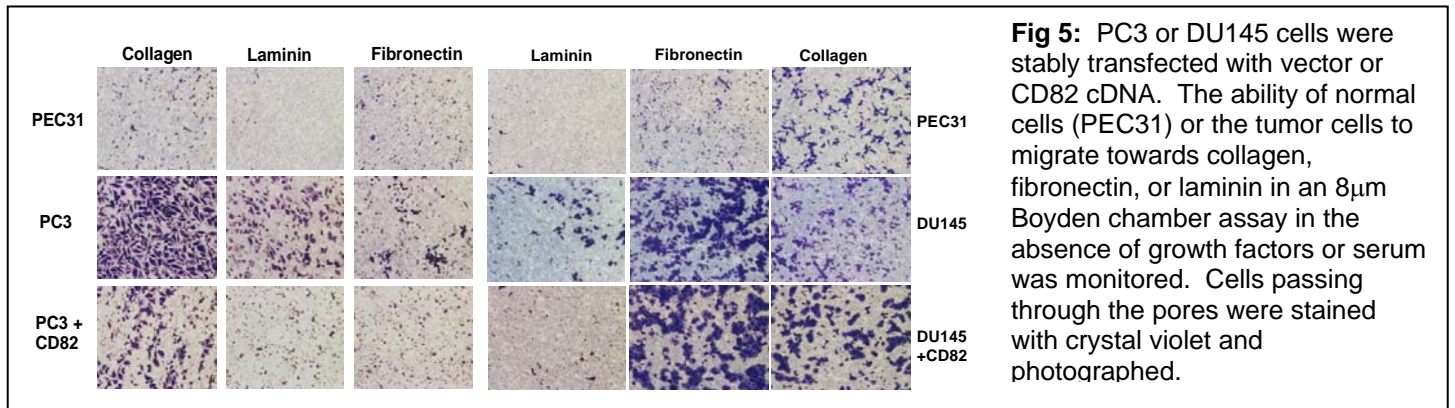 Collagen Laminin Fibronectin Laminin Fibronectin Collagen
PEC31 PEC31
PC3 DU145
PC3 + CD82 DU145 +CD82
Fig 5: PC3 or DU145 cells were
stably transfected with vector or
CD82 cDNA. The ability of normal
cells (PEC31) or the tumor cells to
migrate towards collagen,
fibronectin, or laminin in an 8μm
Boyden chamber assay in the
absence of growth factors or serum
was monitored. Cells passing
through the pores were stained
with crystal violet and
photographed.